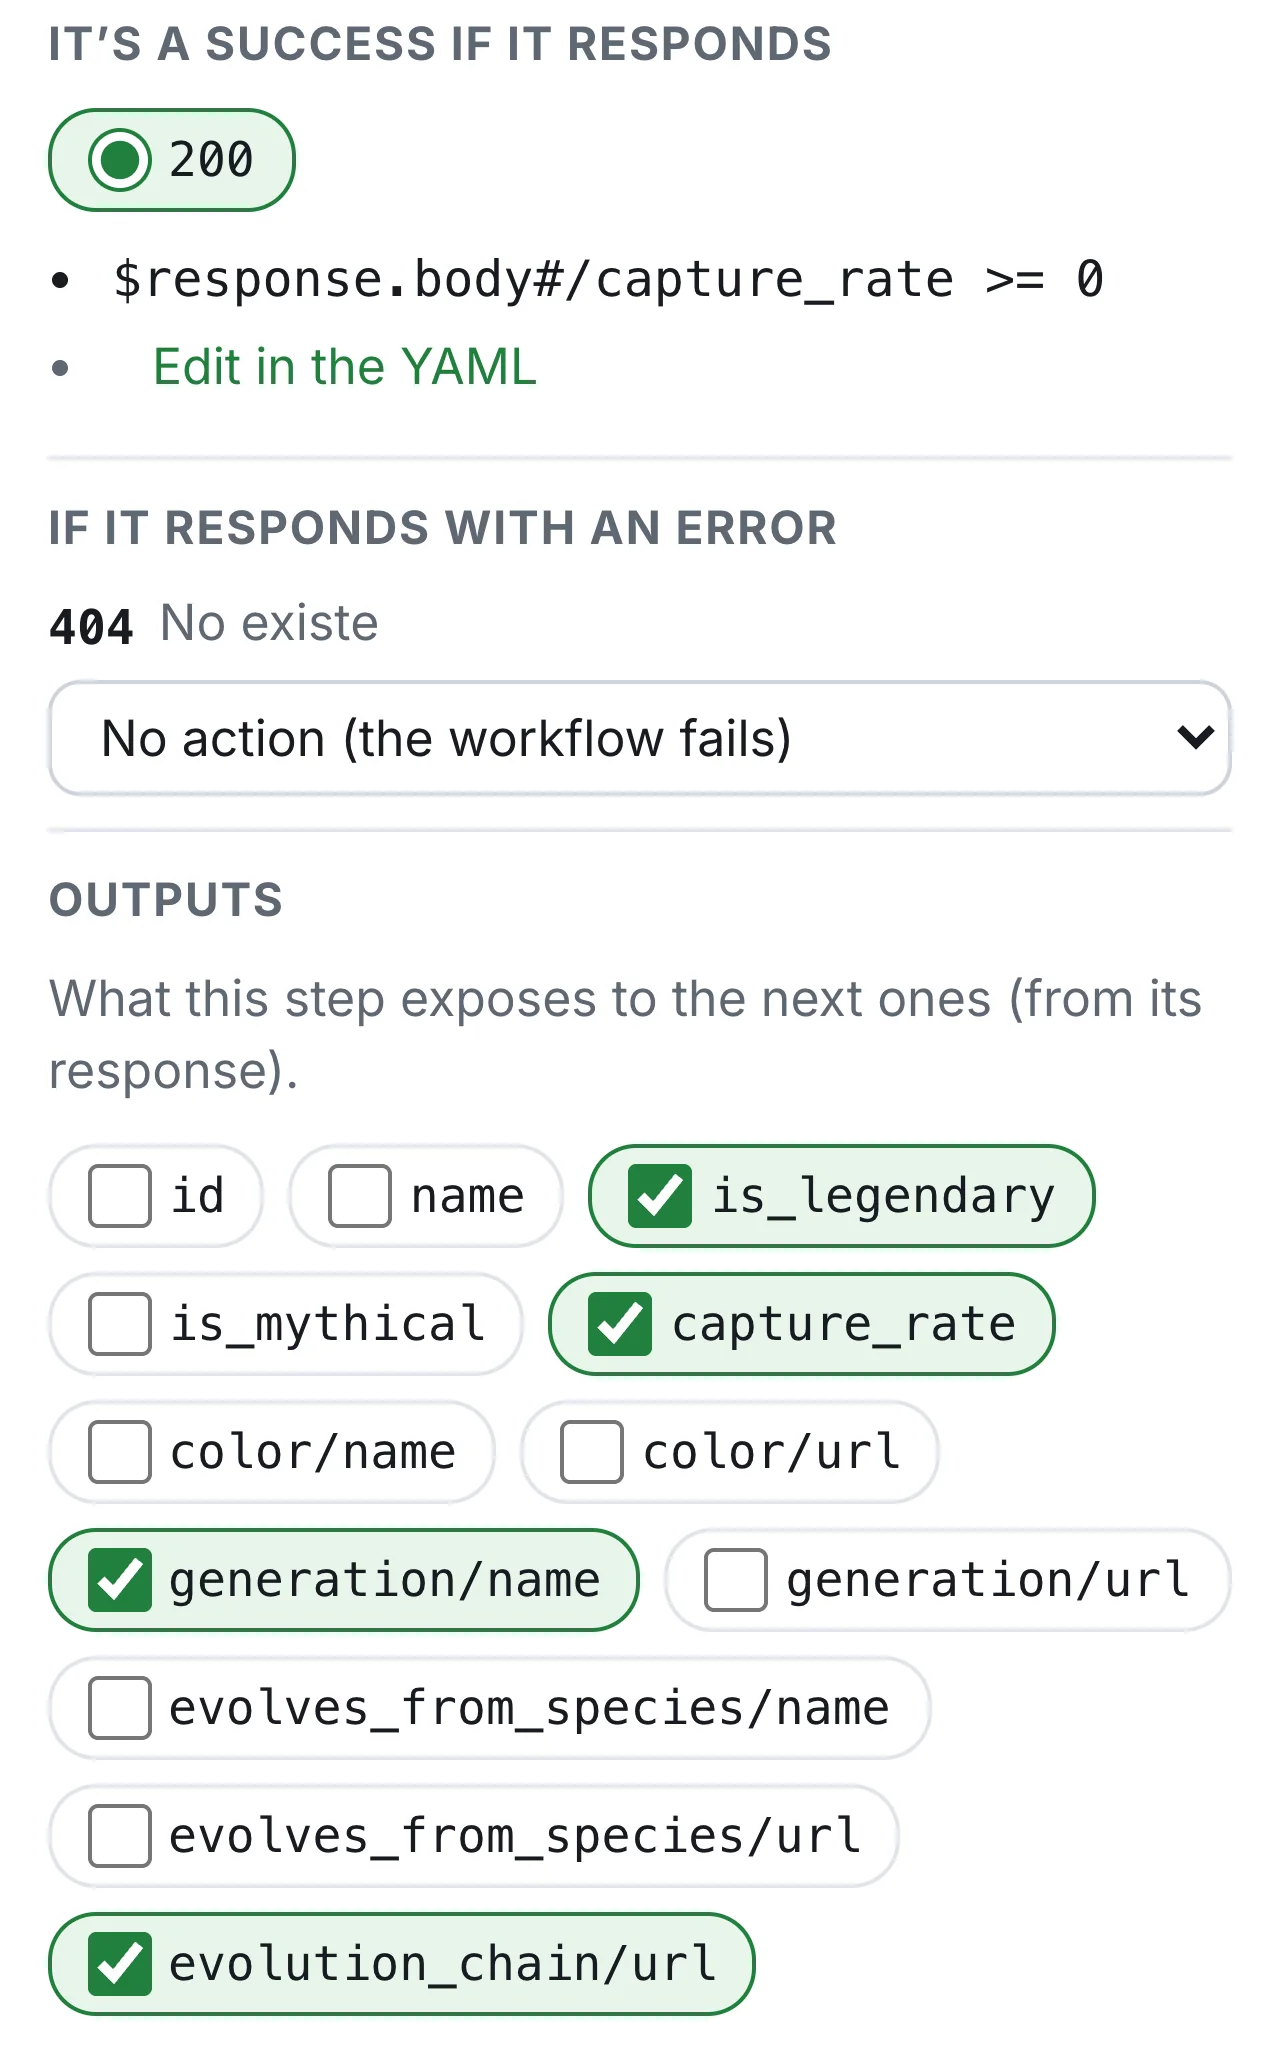 IT’S A SUCCESS IF IT RESPONDS
200
$response.body#/capture_rate >= 0
Edit in the YAML
IF IT RESPONDS WITH AN ERROR
404 No existe
No action (the workflow fails)
OUTPUTS
What this step exposes to the next ones (from its
response).
id name is_legendary
is_mythical capture_rate
color/name color/url
generation/name generation/url
evolves_from_species/name
evolves_from_species/url
evolution_chain/url